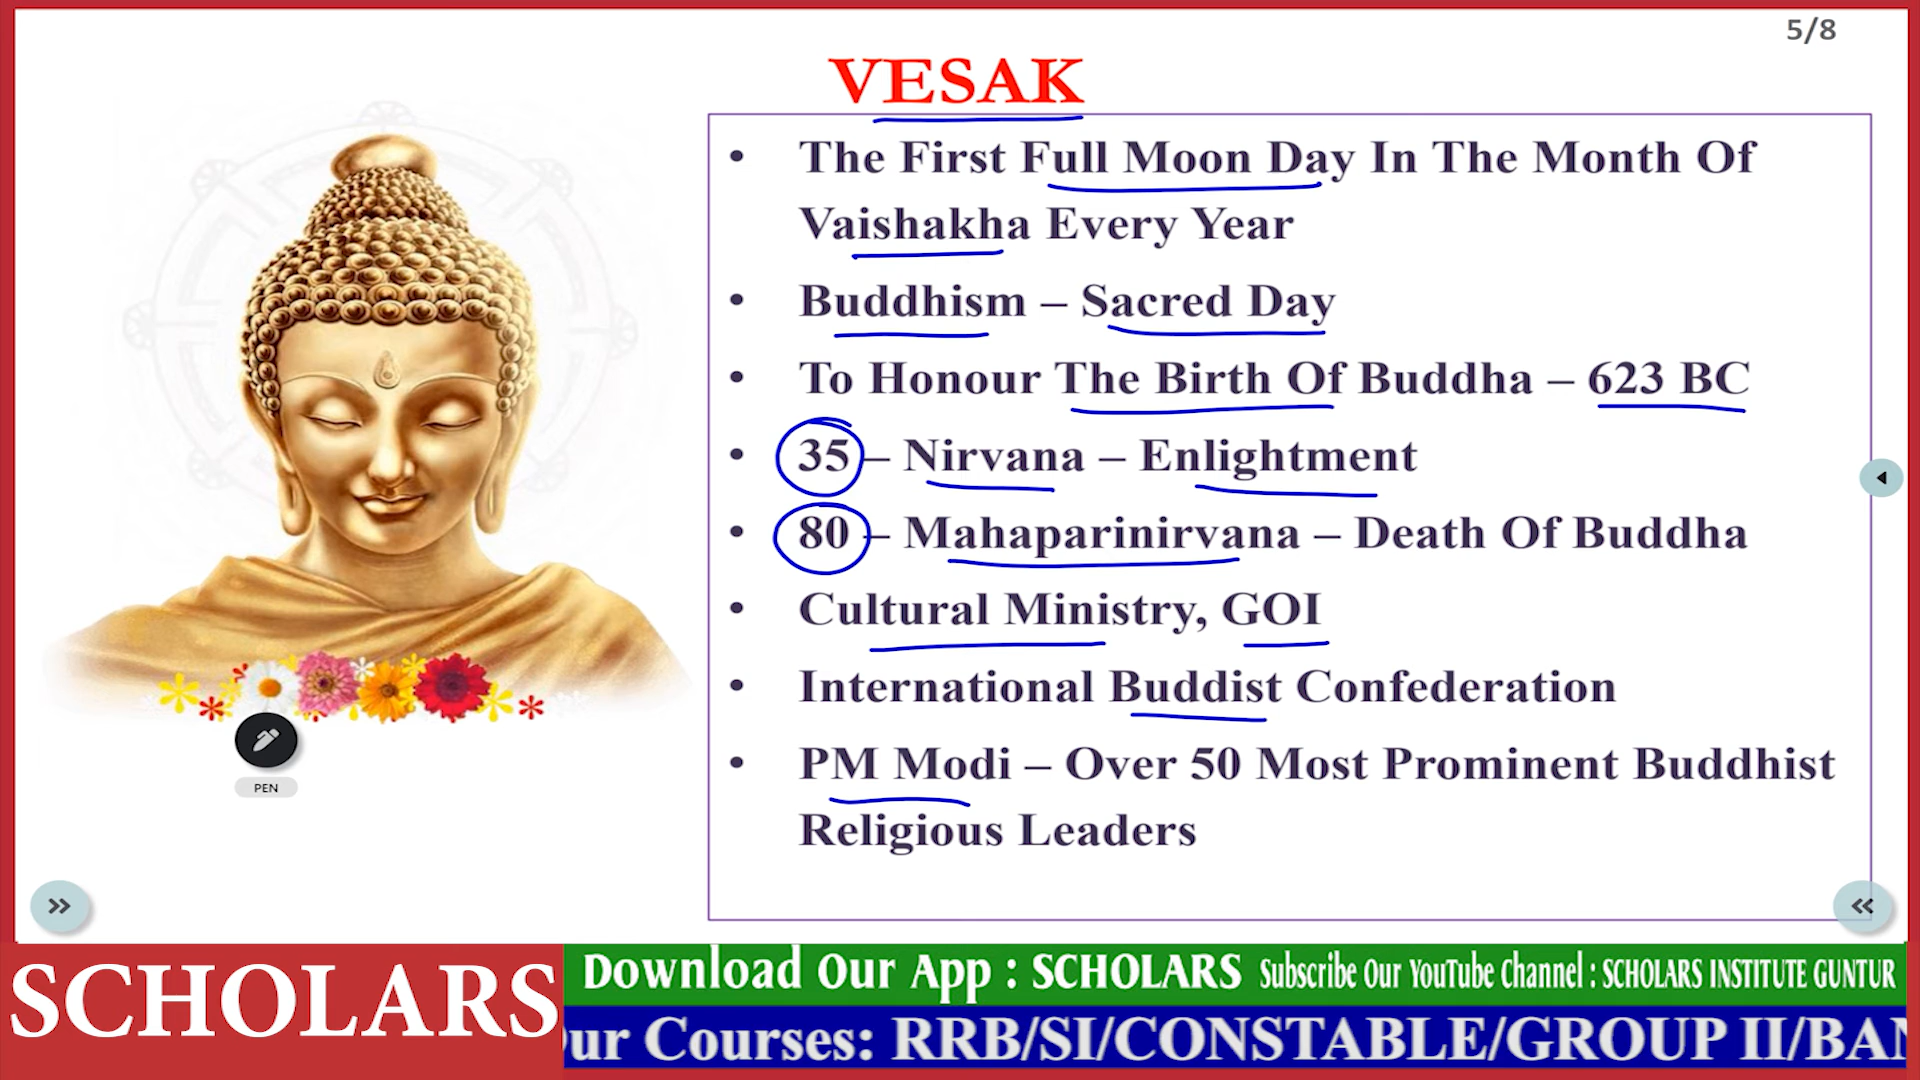 5/8
VESAK
• The First Full Moon Day In The Month Of
Vaishakha Every Year
• Buddhism – Sacred Day
• To Honour The Birth Of Buddha – 623 BC
• 35 – Nirvana – Enlightment
• 80 – Mahaparinirvana – Death Of Buddha
• Cultural Ministry, GOI
• International Buddist Confederation
• PM Modi – Over 50 Most Prominent Buddhist
Religious Leaders
PEN
SCHOLARS
Download Our App : SCHOLARS Subscribe Our YouTube Channel : SCHOLARS INSTITUTE GUNTUR
ur Courses: RRB/SI/CONSTABLE/GROUP II/BAN